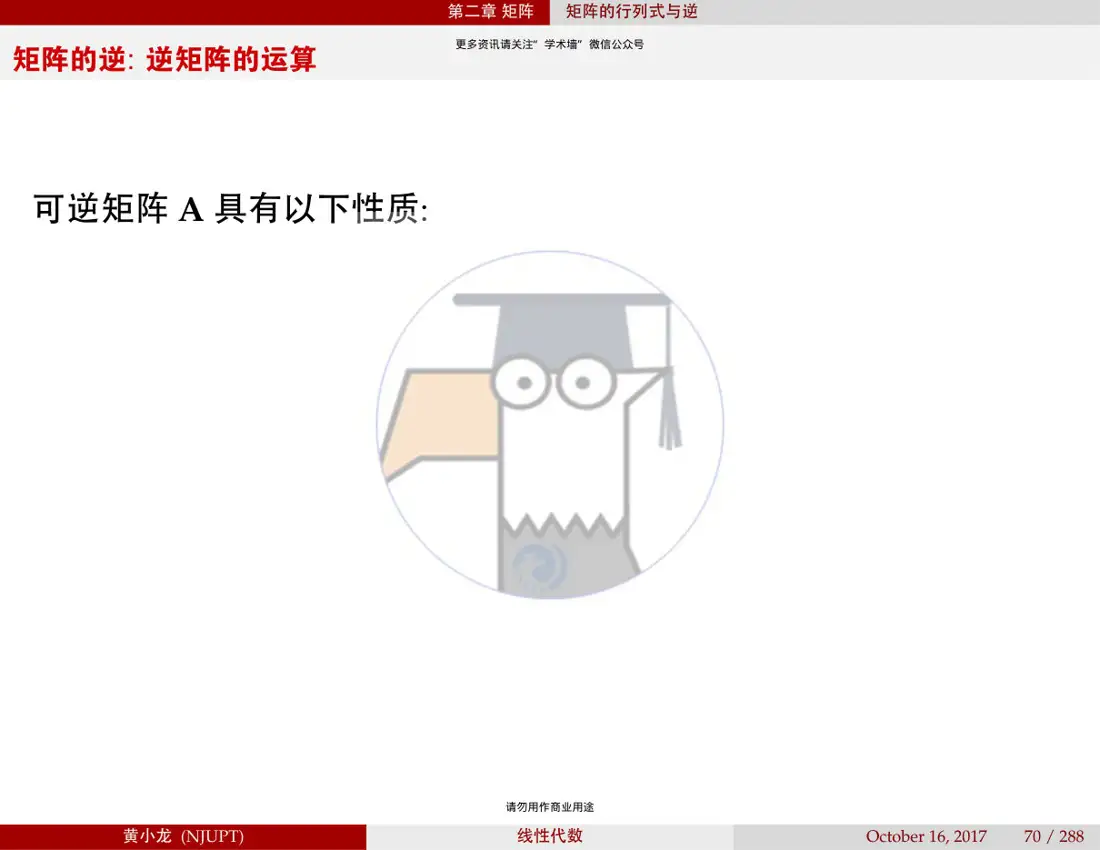 第二章 矩阵 矩阵的行列式与逆
更多资讯请关注“学术墙”微信公众号
矩阵的逆: 逆矩阵的运算
可逆矩阵 A 具有以下性质:
请勿用作商业用途
黄小龙 (NJUPT) 线性代数 October 16, 2017 70 / 288